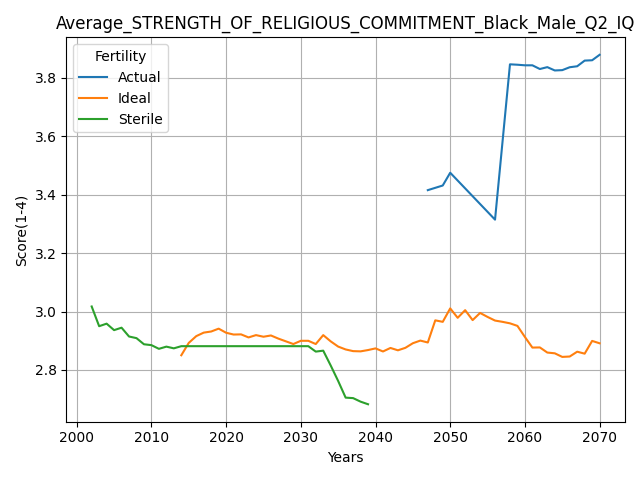 Average_STRENGTH_OF_RELIGIOUS_COMMITMENT_Black_Male_Q2_IQ
Fertility
Actual
Ideal
Sterile
Score(1-4)
3.8
3.6
3.4
3.2
3.0
2.8
2000 2010 2020 2030 2040 2050 2060 2070
Years